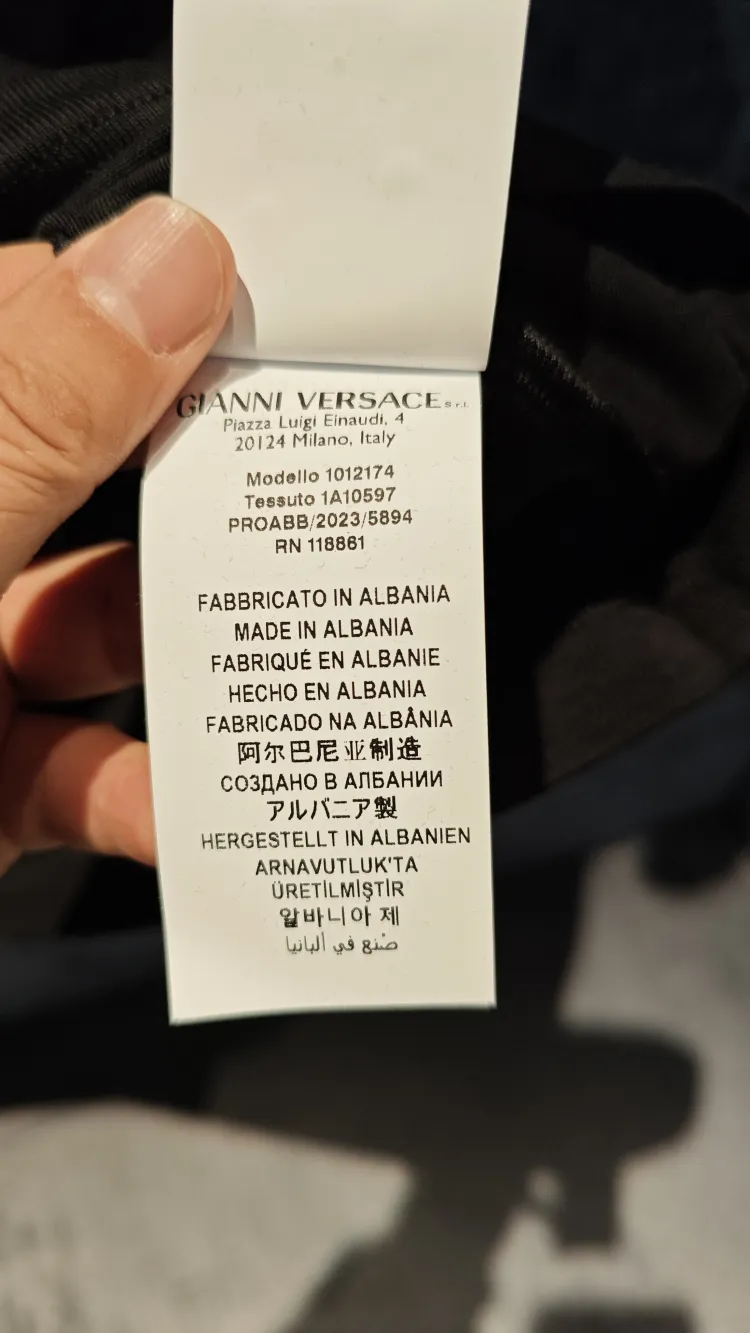 GIANNI VERSACE s.r.l.
Piazza Luigi Einaudi, 4
20124 Milano, Italy
Modello 1012174
Tessuto 1A10597
PROABB/2023/5894
RN 118861
FABBRICATO IN ALBANIA
MADE IN ALBANIA
FABRIQUÉ EN ALBANIE
HECHO EN ALBANIA
FABRICADO NA ALBÂNIA
阿尔巴尼亚制造
СОЗДАНО В АЛБАНИИ
アルバニア製
HERGESTELLT IN ALBANIEN
ARNAVUTLUK'TA
ÜRETİLMİŞTİR
알바니아 제
صُنع في ألبانيا